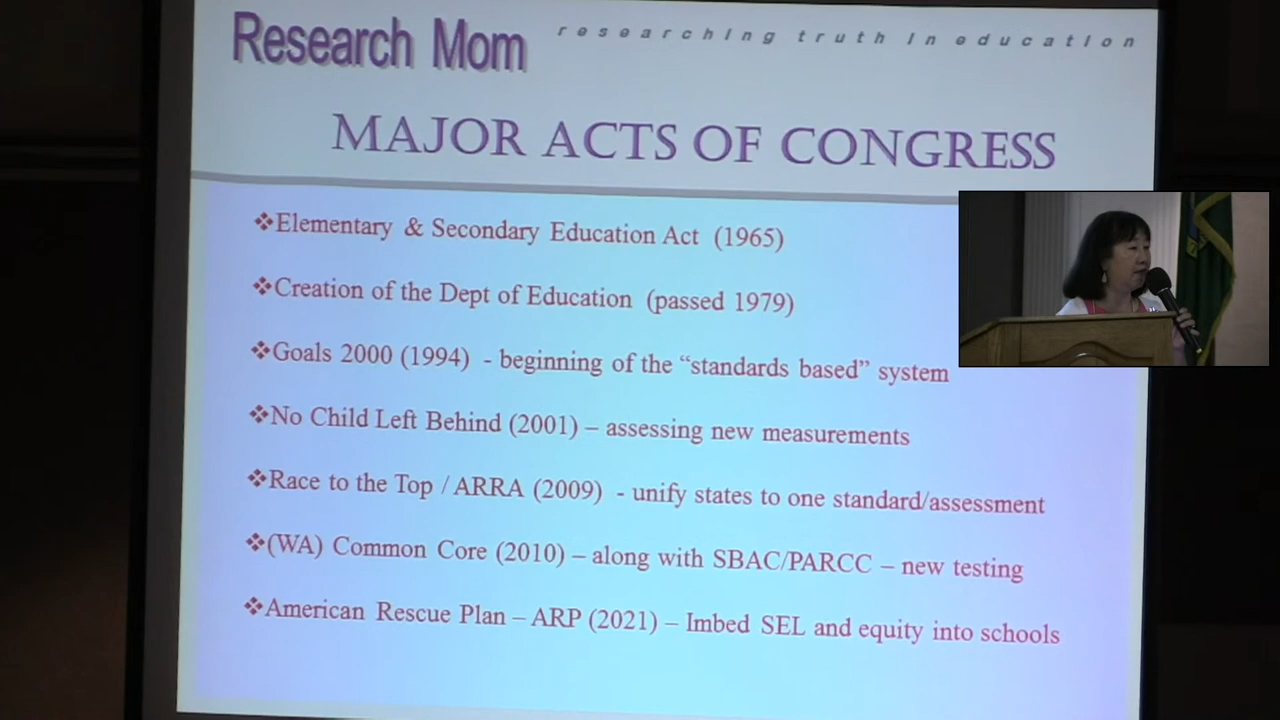 Research Mom
researching truth in education
MAJOR ACTS OF CONGRESS
❖Elementary & Secondary Education Act (1965)
❖Creation of the Dept of Education (passed 1979)
❖Goals 2000 (1994) - beginning of the “standards based” system
❖No Child Left Behind (2001) – assessing new measurements
❖Race to the Top / ARRA (2009) - unify states to one standard/assessment
❖(WA) Common Core (2010) – along with SBAC/PARCC – new testing
❖American Rescue Plan – ARP (2021) – Imbed SEL and equity into schools